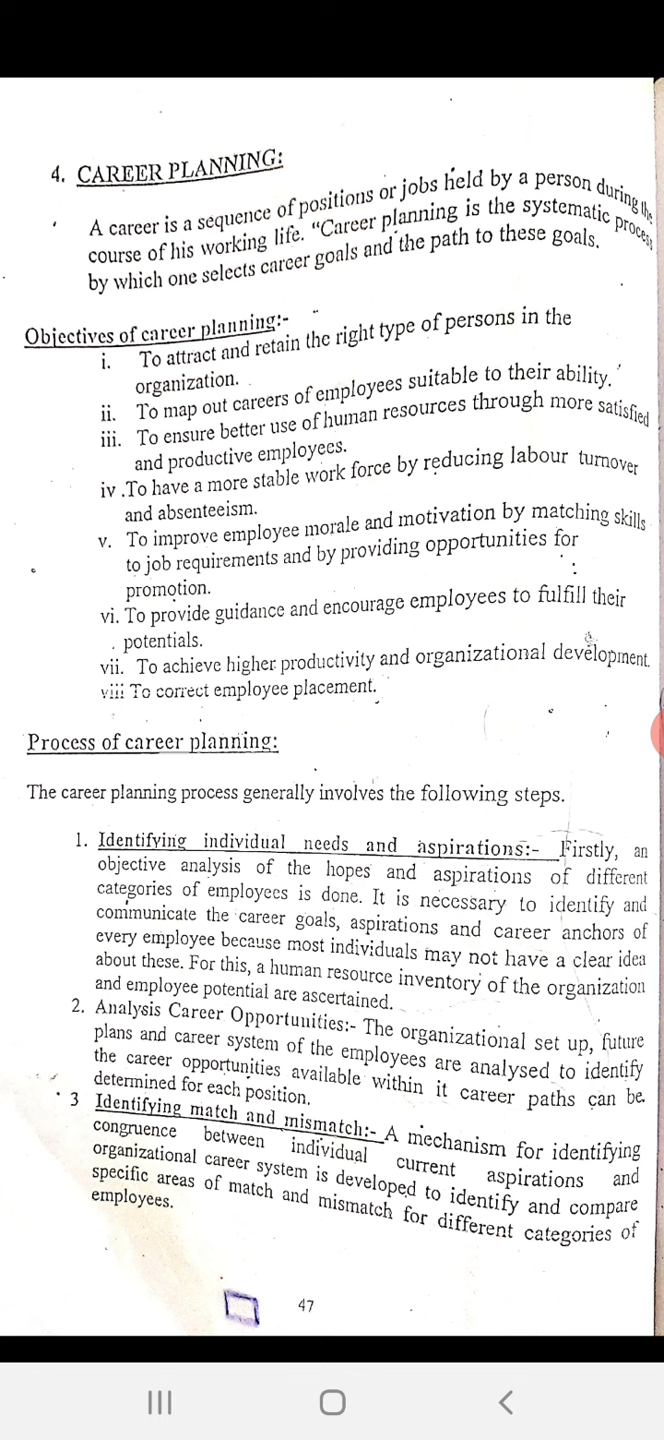 4. CAREER PLANNING:
A career is a sequence of positions or jobs held by a person during the
course of his working life. "Career planning is the systematic process
by which one selects career goals and the path to these goals.
Objectives of career planning:-
i. To attract and retain the right type of persons in the
organization.
ii. To map out careers of employees suitable to their ability.
iii. To ensure better use of human resources through more satisfied
and productive employees.
iv .To have a more stable work force by reducing labour turnover
and absenteeism.
v. To improve employee morale and motivation by matching skills
to job requirements and by providing opportunities for
promotion.
vi. To provide guidance and encourage employees to fulfill their
potentials.
vii. To achieve higher productivity and organizational development.
viii To correct employee placement.
Process of career planning:
The career planning process generally involves the following steps.
1. Identifying individual needs and aspirations:- Firstly, an
objective analysis of the hopes and aspirations of different
categories of employees is done. It is necessary to identify and
communicate the career goals, aspirations and career anchors of
every employee because most individuals may not have a clear idea
about these. For this, a human resource inventory of the organization
and employee potential are ascertained.
2. Analysis Career Opportunities:- The organizational set up, future
plans and career system of the employees are analysed to identify
the career opportunities available within it career paths can be
determined for each position.
3 Identifying match and mismatch:- A mechanism for identifying
congruence between individual current aspirations and
organizational career system is developed to identify and compare
specific areas of match and mismatch for different categories of
employees.
47